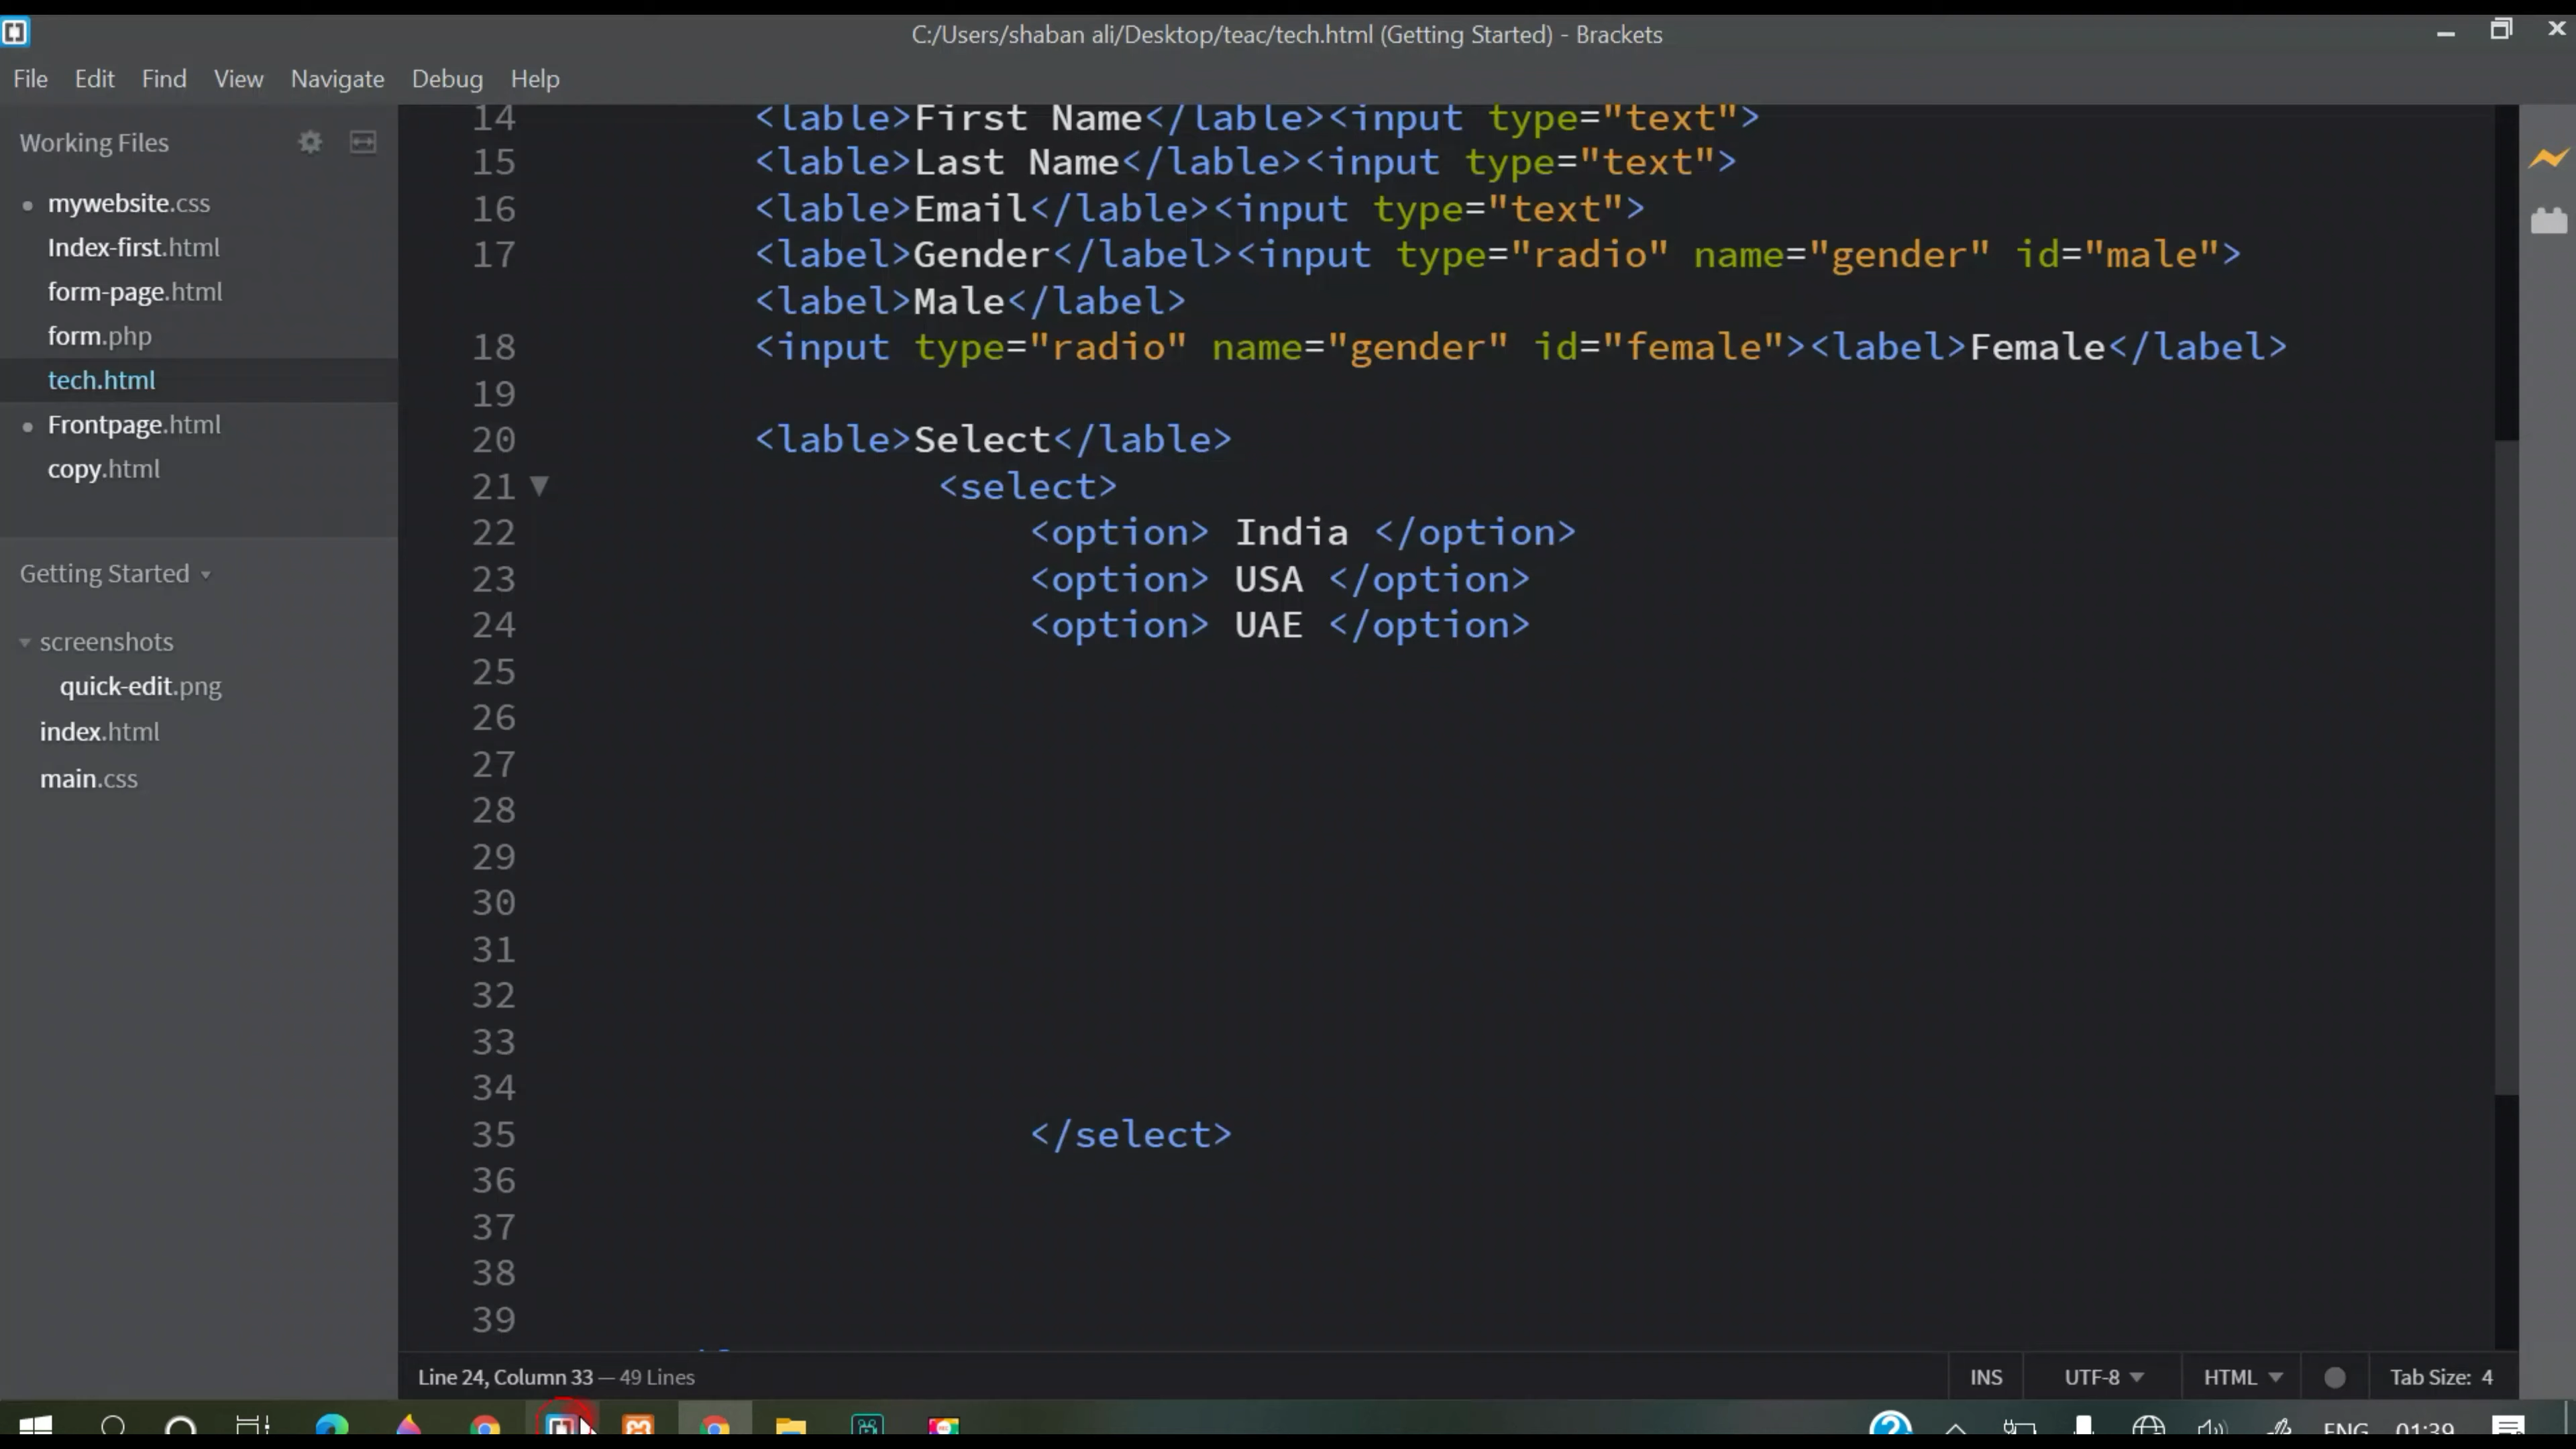 C:/Users/shaban ali/Desktop/teac/tech.html (Getting Started) - Brackets
File Edit Find View Navigate Debug Help
Working Files
mywebsite.css
Index-first.html
form-page.html
form.php
tech.html
Frontpage.html
copy.html
Getting Started
screenshots
quick-edit.png
index.html
main.css
14 <lable>First Name</lable><input type="text">
15 <lable>Last Name</lable><input type="text">
16 <lable>Email</lable><input type="text">
17 <label>Gender</label><input type="radio" name="gender" id="male">
<label>Male</label>
18 <input type="radio" name="gender" id="female"><label>Female</label>
19
20 <lable>Select</lable>
21 <select>
22 <option> India </option>
23 <option> USA </option>
24 <option> UAE </option>
25
26
27
28
29
30
31
32
33
34
35 </select>
36
37
38
39
Line 24, Column 33 — 49 Lines
INS UTF-8 HTML Tab Size: 4
ENG 01:39